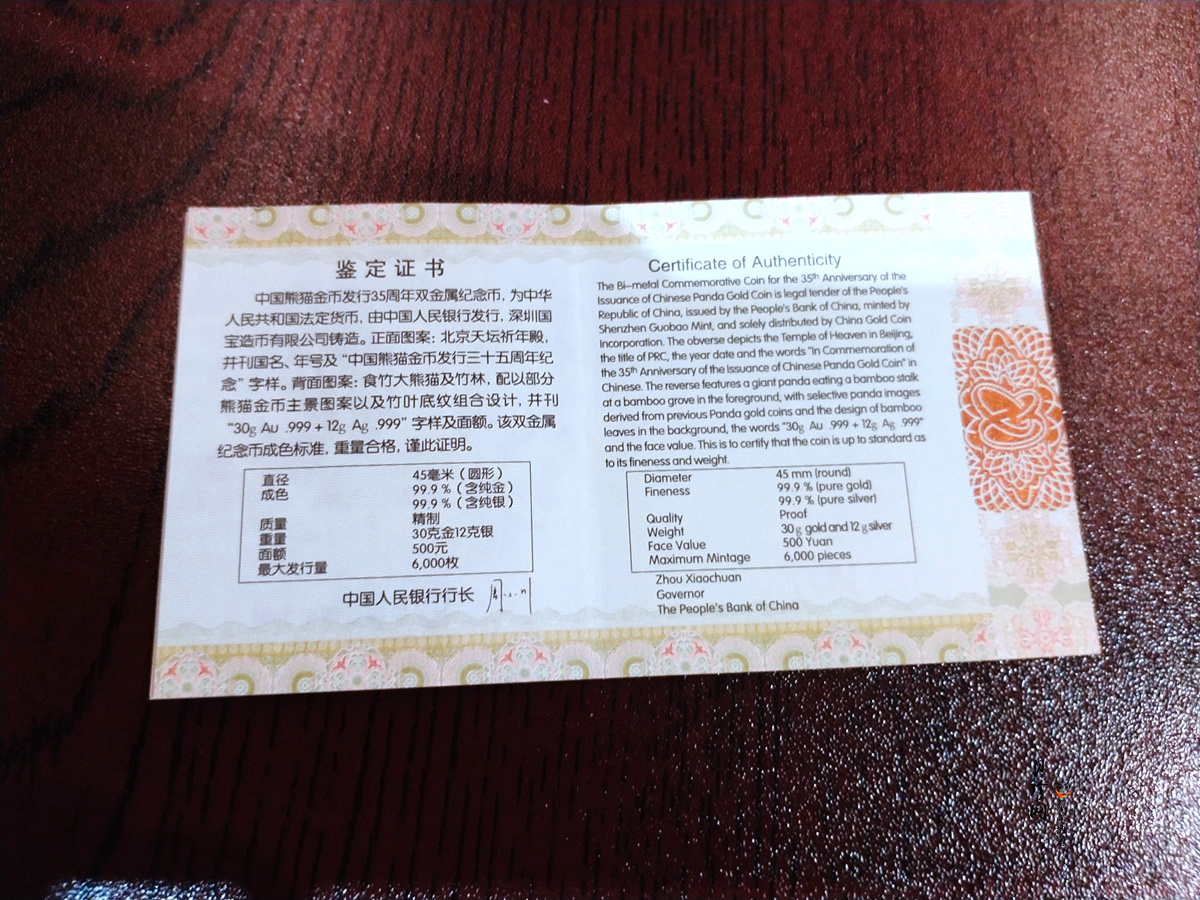 鉴定证书
中国熊猫金币发行35周年双金属纪念币，为中华
人民共和国法定货币，由中国人民银行发行，深圳国
宝造币有限公司铸造。正面图案：北京天坛祈年殿，
并刊国名、年号及“中国熊猫金币发行三十五周年纪
念”字样。背面图案：食竹大熊猫及竹林，配以部分
熊猫金币主景图案以及竹叶底纹组合设计，并刊
“30g Au .999 + 12g Ag .999”字样及面额。该双金属
纪念币成色标准，重量合格，谨此证明。
直径 45毫米（圆形）
成色 99.9 %（含纯金）
99.9 %（含纯银）
质量 精制
重量 30克金12克银
面额 500元
最大发行量 6,000枚
中国人民银行行长
Certificate of Authenticity
The Bi-metal Commemorative Coin for the 35th Anniversary of the
Issuance of Chinese Panda Gold Coin is legal tender of the People's
Republic of China, issued by the People's Bank of China, minted by
Shenzhen Guobao Mint, and solely distributed by China Gold Coin
Incorporation. The obverse depicts the Temple of Heaven in Beijing,
the title of PRC, the year date and the words "In Commemoration of
the 35th Anniversary of the Issuance of Chinese Panda Gold Coin" in
Chinese. The reverse features a giant panda eating a bamboo stalk
at a bamboo grove in the foreground, with selective panda images
derived from previous Panda gold coins and the design of bamboo
leaves in the background, the words "30g Au .999 + 12g Ag .999"
and the face value. This is to certify that the coin is up to standard as
to its fineness and weight.
Diameter 45 mm (round)
Fineness 99.9 % (pure gold)
99.9 % (pure silver)
Quality Proof
Weight 30g gold and 12g silver
Face Value 500 Yuan
Maximum Mintage 6,000 pieces
Zhou Xiaochuan
Governor
The People's Bank of China